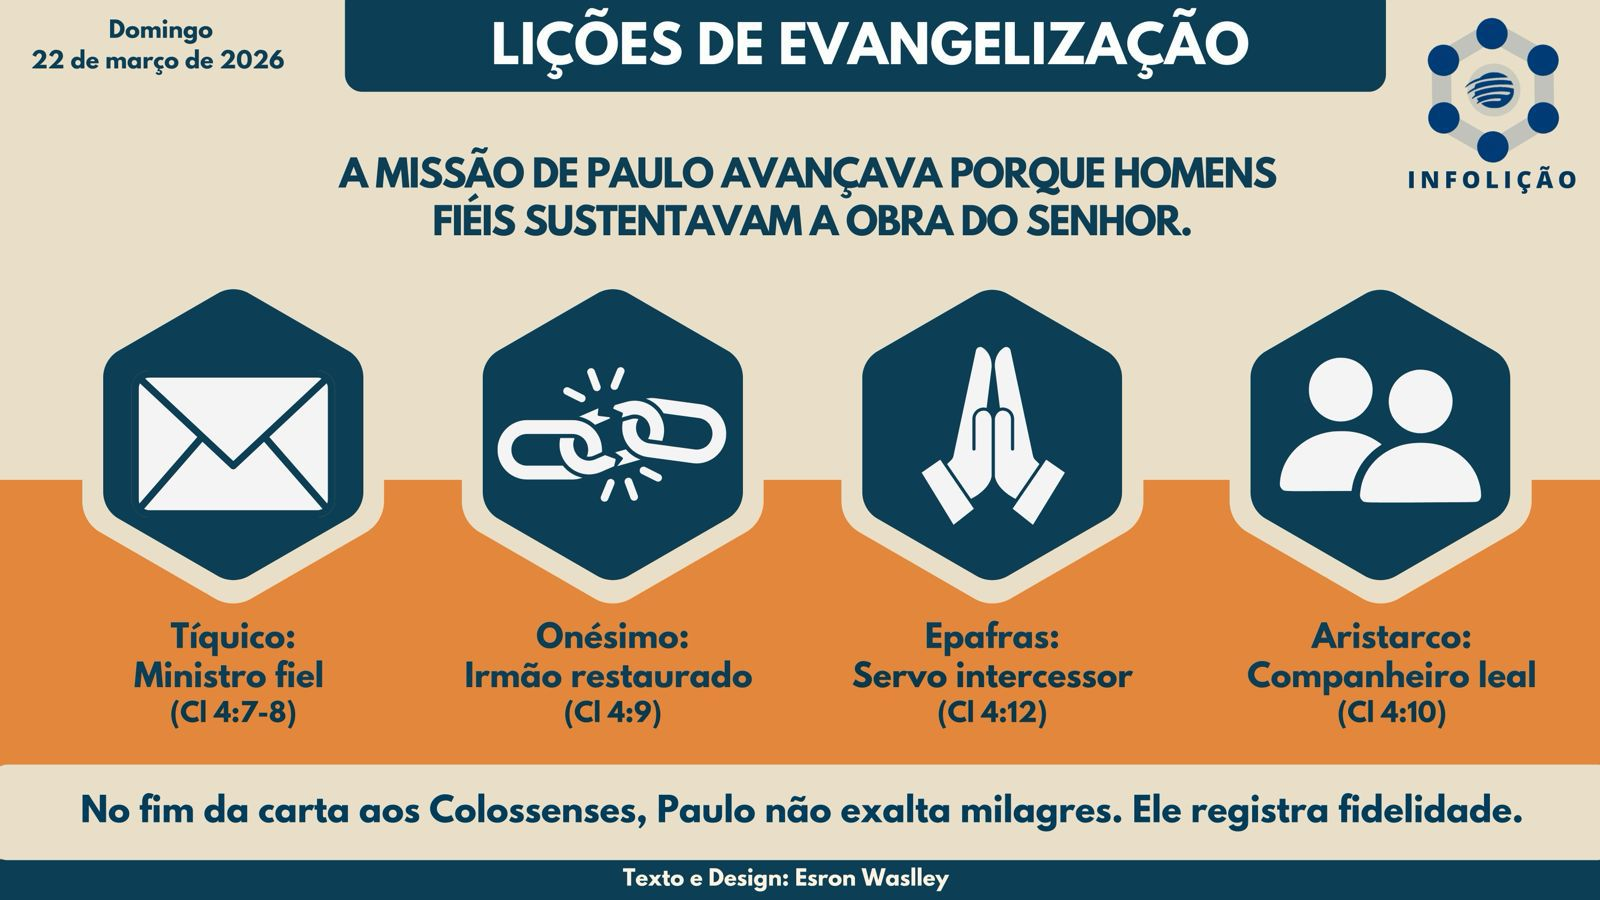 Domingo
22 de março de 2026
LIÇÕES DE EVANGELIZAÇÃO
INFOLIÇÃO
A MISSÃO DE PAULO AVANÇAVA PORQUE HOMENS
FIÉIS SUSTENTAVAM A OBRA DO SENHOR.
Tíquico:
Ministro fiel
(Cl 4:7-8)
Onésimo:
Irmão restaurado
(Cl 4:9)
Epafras:
Servo intercessor
(Cl 4:12)
Aristarco:
Companheiro leal
(Cl 4:10)
No fim da carta aos Colossenses, Paulo não exalta milagres. Ele registra fidelidade.
Texto e Design: Esron Waslley